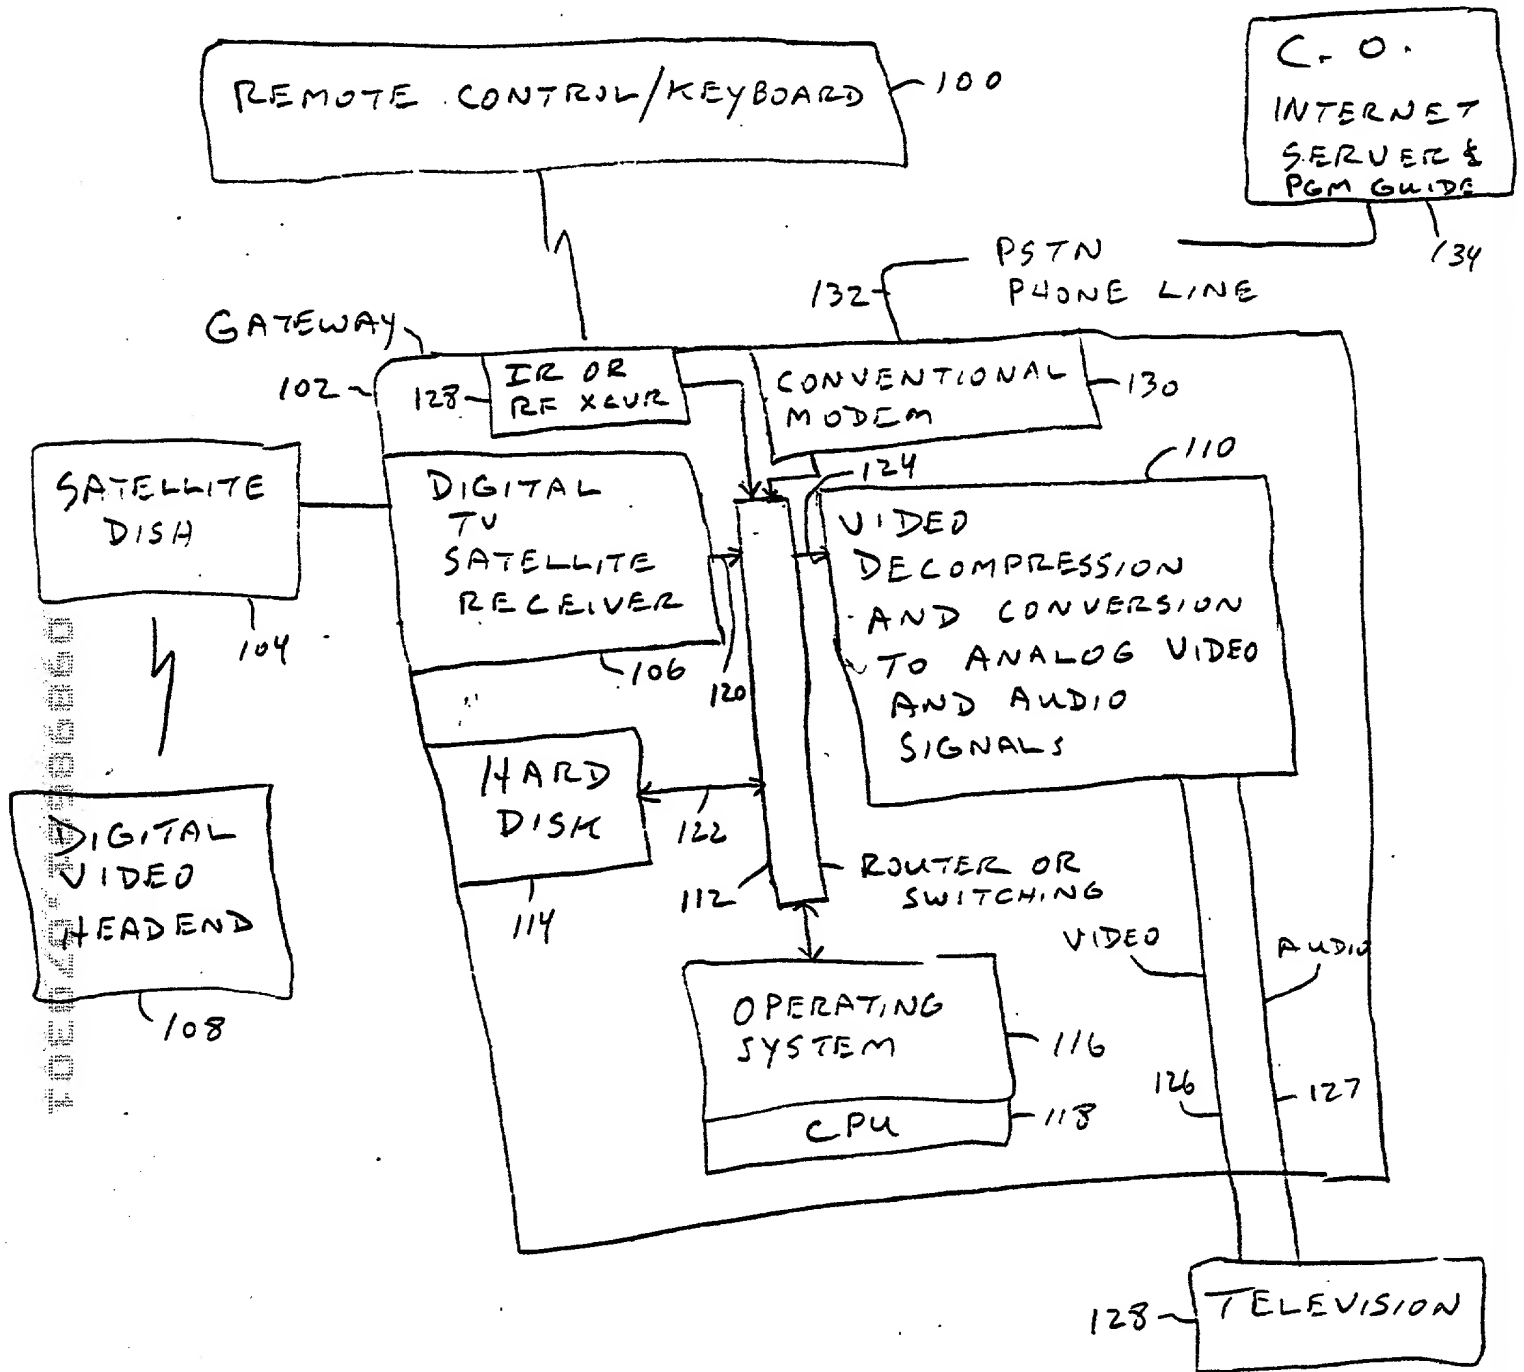 REMOTE CONTROL/KEYBOARD
100
C. O.
INTERNET
SERVER &
PGM GUIDE
134
PSTN
PHONE LINE
132
GATEWAY
102
128
IR OR
RF XCVR
CONVENTIONAL
MODEM
130
SATELLITE
DISH
104
DIGITAL
TV
SATELLITE
RECEIVER
106
120
124
110
VIDEO
DECOMPRESSION
AND CONVERSION
TO ANALOG VIDEO
AND AUDIO
SIGNALS
HARD
DISK
114
122
112
ROUTER OR
SWITCHING
DIGITAL
VIDEO
HEADEND
108
VIDEO
AUDIO
OPERATING
SYSTEM
116
CPU
118
126
127
128
TELEVISION